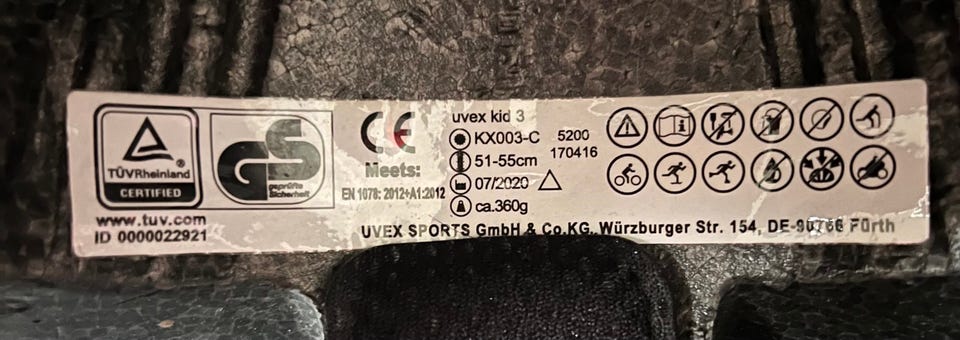 TÜVRheinland
CERTIFIED
www.tuv.com
ID 0000022921
GS
geprüfte
Sicherheit
CE
Meets:
EN 1078: 2012+A1:2012
uvex kid 3
KX003-C 5200
51-55cm 170416
07/2020
ca.360g
UVEX SPORTS GmbH & Co.KG, Würzburger Str. 154, DE-90766 Fürth